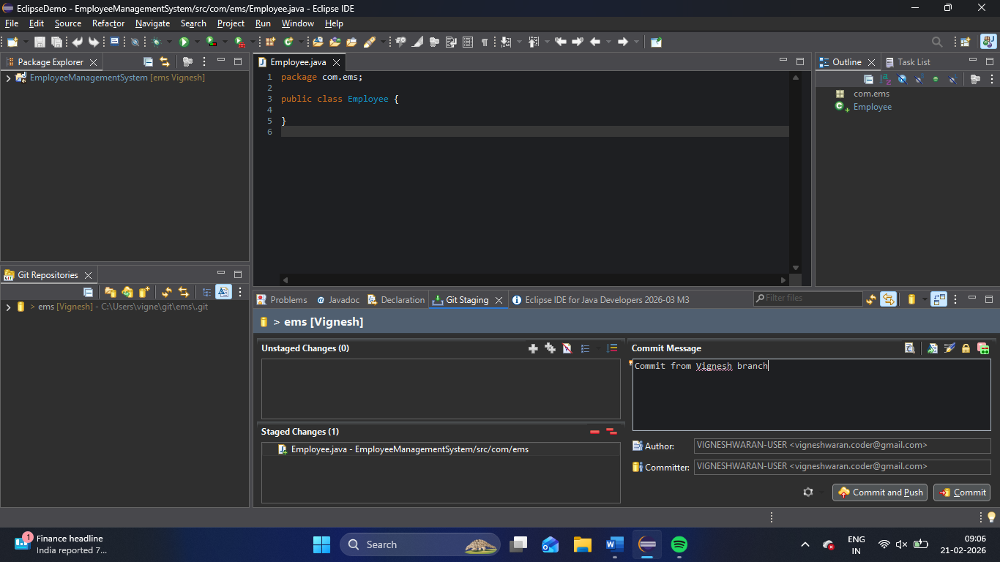 EclipseDemo - EmployeeManagementSystem/src/com/ems/Employee.java - Eclipse IDE
File Edit Source Refactor Navigate Search Project Run Window Help
Package Explorer
EmployeeManagementSystem [ems Vignesh]
Employee.java
1 package com.ems;
2
3 public class Employee {
4
5 }
6
Outline Task List
com.ems
Employee
Git Repositories
> ems [Vignesh] - C:\Users\vigne\git\ems\.git
Problems Javadoc Declaration Git Staging Eclipse IDE for Java Developers 2026-03 M3 Filter files
> ems [Vignesh]
Unstaged Changes (0)
Staged Changes (1)
Employee.java - EmployeeManagementSystem/src/com/ems
Commit Message
Commit from Vignesh branch
Author: VIGNESHWARAN-USER <vigneshwaran.coder@gmail.com>
Committer: VIGNESHWARAN-USER <vigneshwaran.coder@gmail.com>
Commit and Push Commit
1
Finance headline
India reported 7...
Search
ENG
IN
09:06
21-02-2026